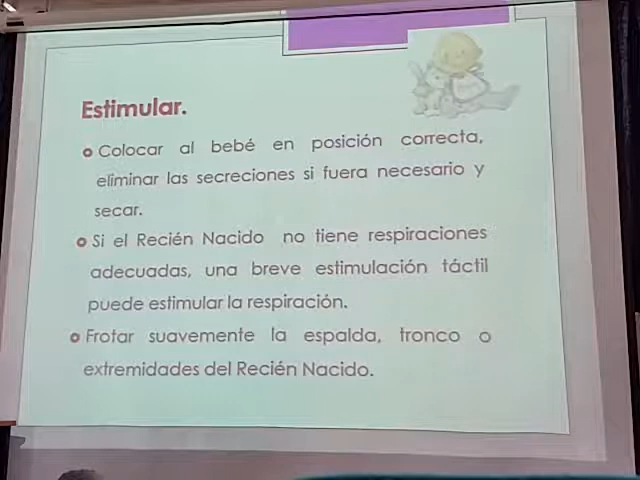 Estimular.
Colocar al bebé en posición correcta,
eliminar las secreciones si fuera necesario y
secar.
Si el Recién Nacido no tiene respiraciones
adecuadas, una breve estimulación táctil
puede estimular la respiración.
Frotar suavemente la espalda, tronco o
extremidades del Recién Nacido.